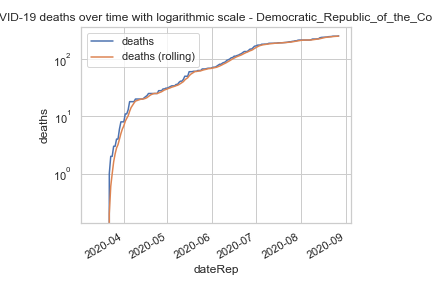 VID-19 deaths over time with logarithmic scale - Democratic_Republic_of_the_Co
deaths
deaths (rolling)
10²
10¹
10⁰
deaths
2020-04
2020-05
2020-06
2020-07
2020-08
2020-09
dateRep